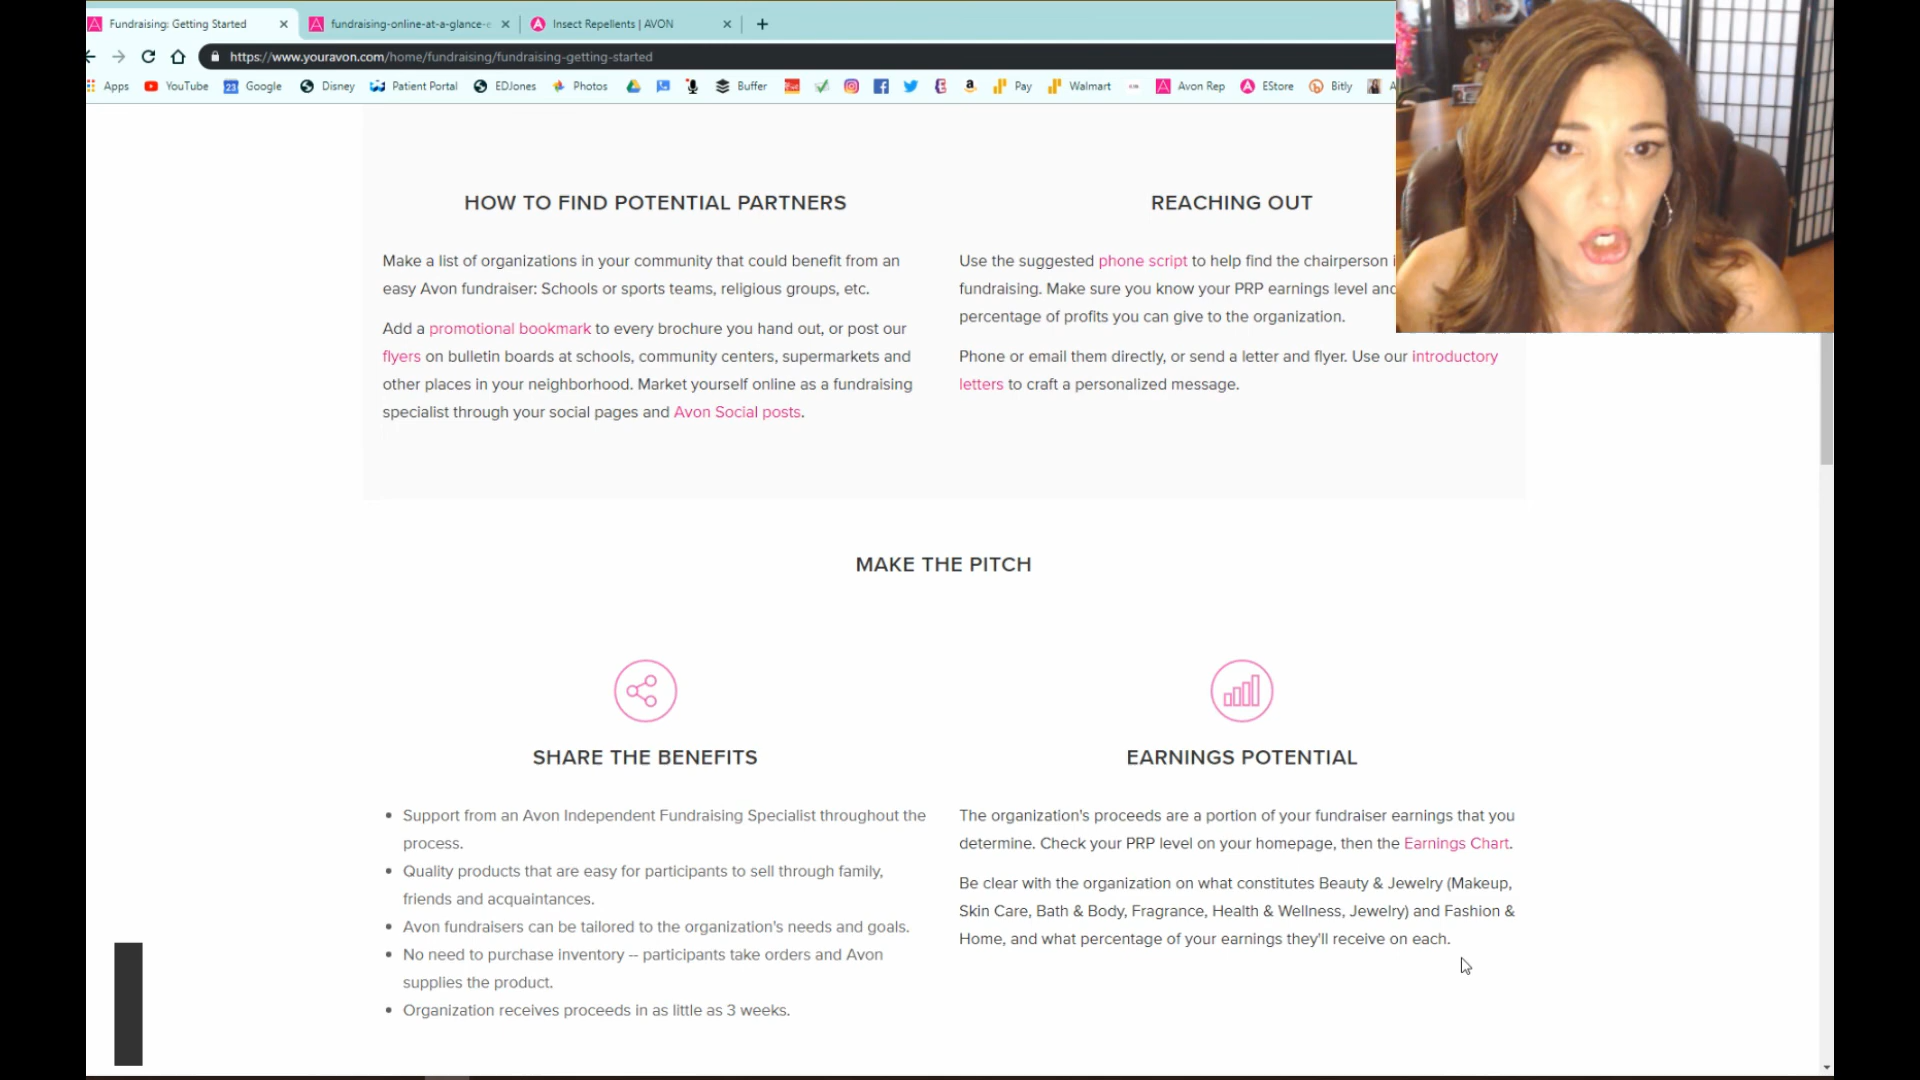 Fundraising: Getting Started
fundraising-online-at-a-glance-c
Insect Repellents | AVON
https://www.youravon.com/home/fundraising/fundraising-getting-started
Apps YouTube 23 Google Disney Patient Portal EDJones Photos Buffer Pay Walmart Avon Rep EStore Bitly A
HOW TO FIND POTENTIAL PARTNERS
Make a list of organizations in your community that could benefit from an
easy Avon fundraiser: Schools or sports teams, religious groups, etc.
Add a promotional bookmark to every brochure you hand out, or post our
flyers on bulletin boards at schools, community centers, supermarkets and
other places in your neighborhood. Market yourself online as a fundraising
specialist through your social pages and Avon Social posts.
REACHING OUT
Use the suggested phone script to help find the chairperson i
fundraising. Make sure you know your PRP earnings level and
percentage of profits you can give to the organization.
Phone or email them directly, or send a letter and flyer. Use our introductory
letters to craft a personalized message.
MAKE THE PITCH
SHARE THE BENEFITS
• Support from an Avon Independent Fundraising Specialist throughout the
process.
• Quality products that are easy for participants to sell through family,
friends and acquaintances.
• Avon fundraisers can be tailored to the organization's needs and goals.
• No need to purchase inventory -- participants take orders and Avon
supplies the product.
• Organization receives proceeds in as little as 3 weeks.
EARNINGS POTENTIAL
The organization's proceeds are a portion of your fundraiser earnings that you
determine. Check your PRP level on your homepage, then the Earnings Chart.
Be clear with the organization on what constitutes Beauty & Jewelry (Makeup,
Skin Care, Bath & Body, Fragrance, Health & Wellness, Jewelry) and Fashion &
Home, and what percentage of your earnings they'll receive on each.